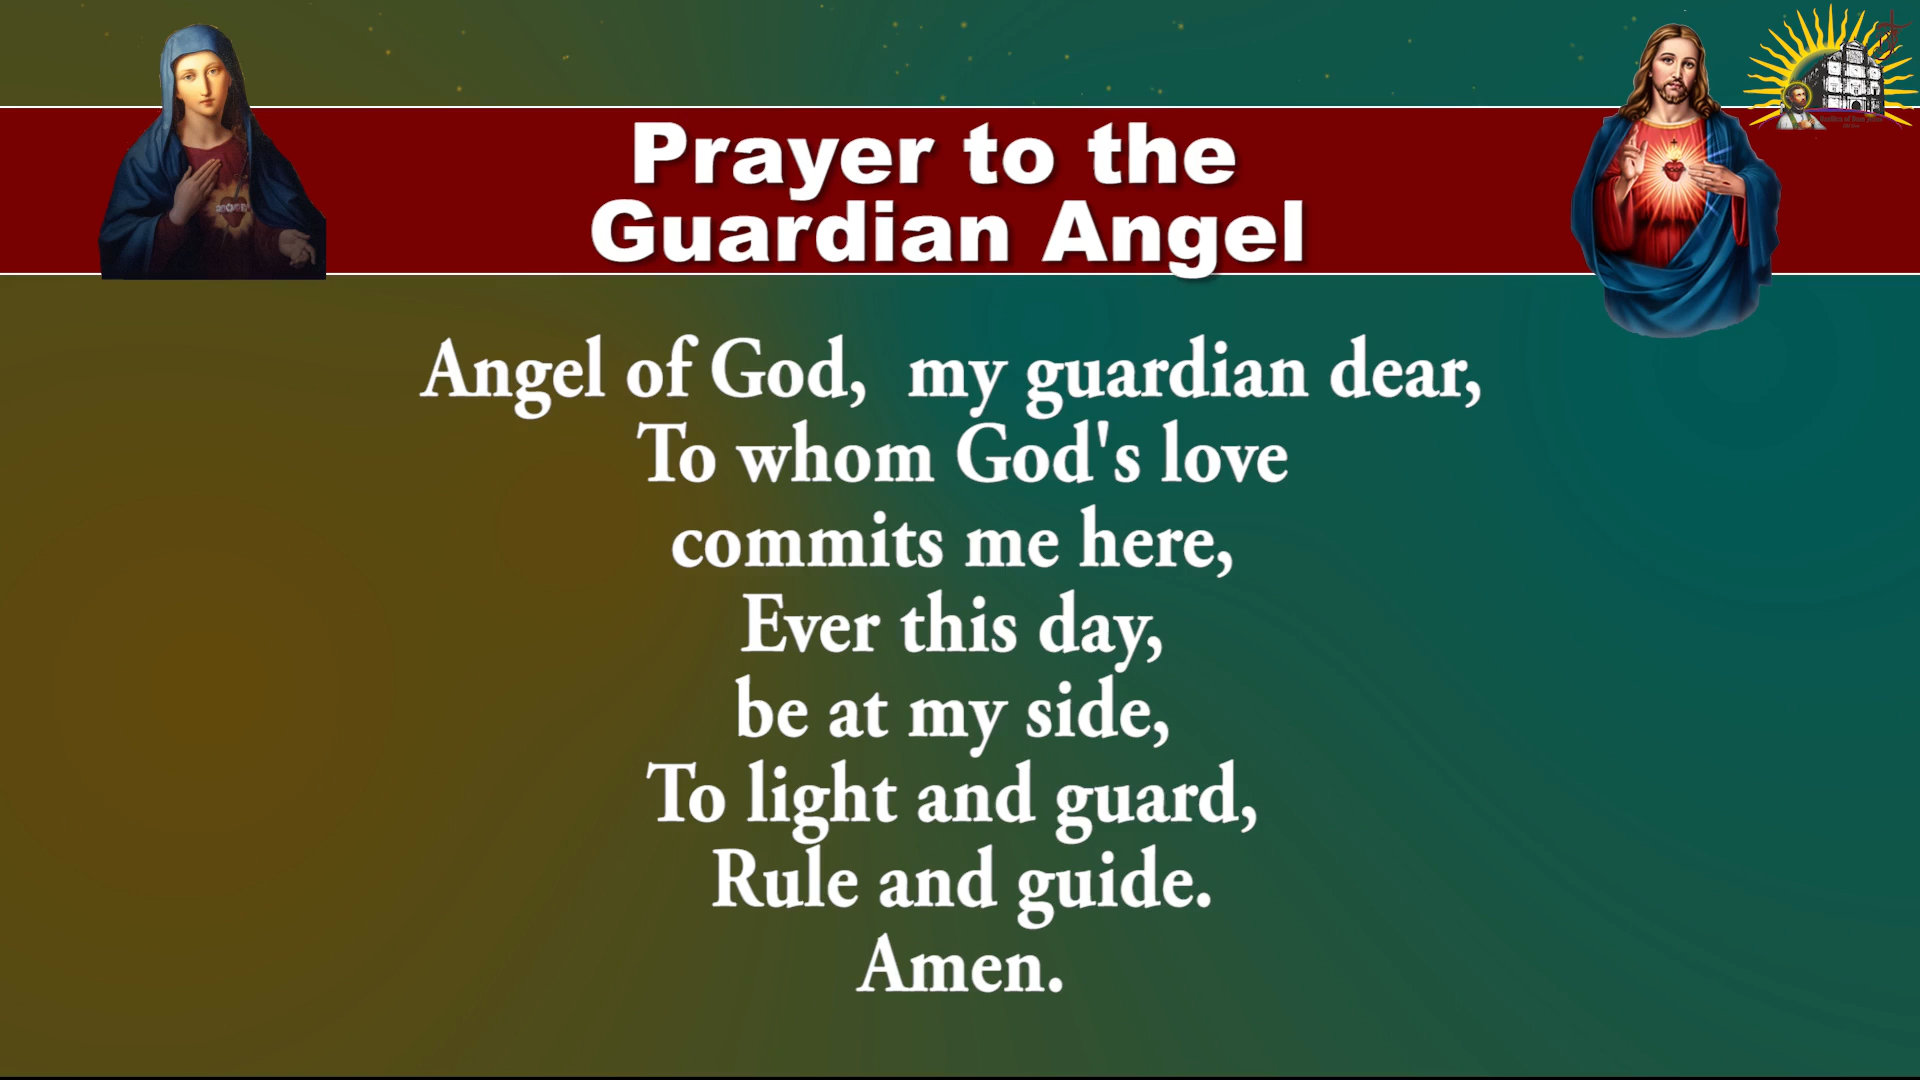 Prayer to the
Guardian Angel
Angel of God,  my guardian dear,
To whom God's love
commits me here,
Ever this day,
be at my side,
To light and guard,
Rule and guide.
Amen.